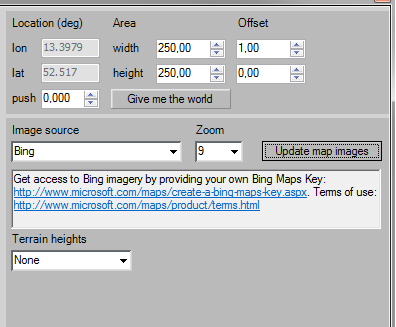 Location (deg) Area Offset
lon 13.3979 width 250,00 1,00
lat 52.517 height 250,00 0,00
push 0,000 Give me the world
Image source Zoom
Bing 9 Update map images
Get access to Bing imagery by providing your own Bing Maps Key:
http://www.microsoft.com/maps/create-a-bing-maps-key.aspx. Terms of use:
http://www.microsoft.com/maps/product/terms.html
Terrain heights
None